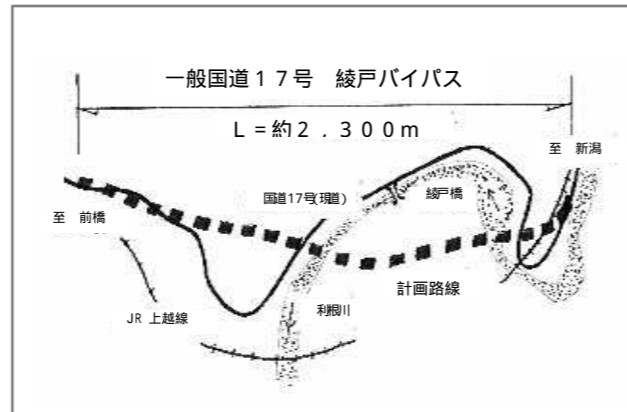 一般国道１７号　綾戸バイパス
Ｌ＝約２．３００ｍ
至　新潟
国道17号(現道)
綾戸橋
至　前橋
計画路線
JR 上越線
利根川